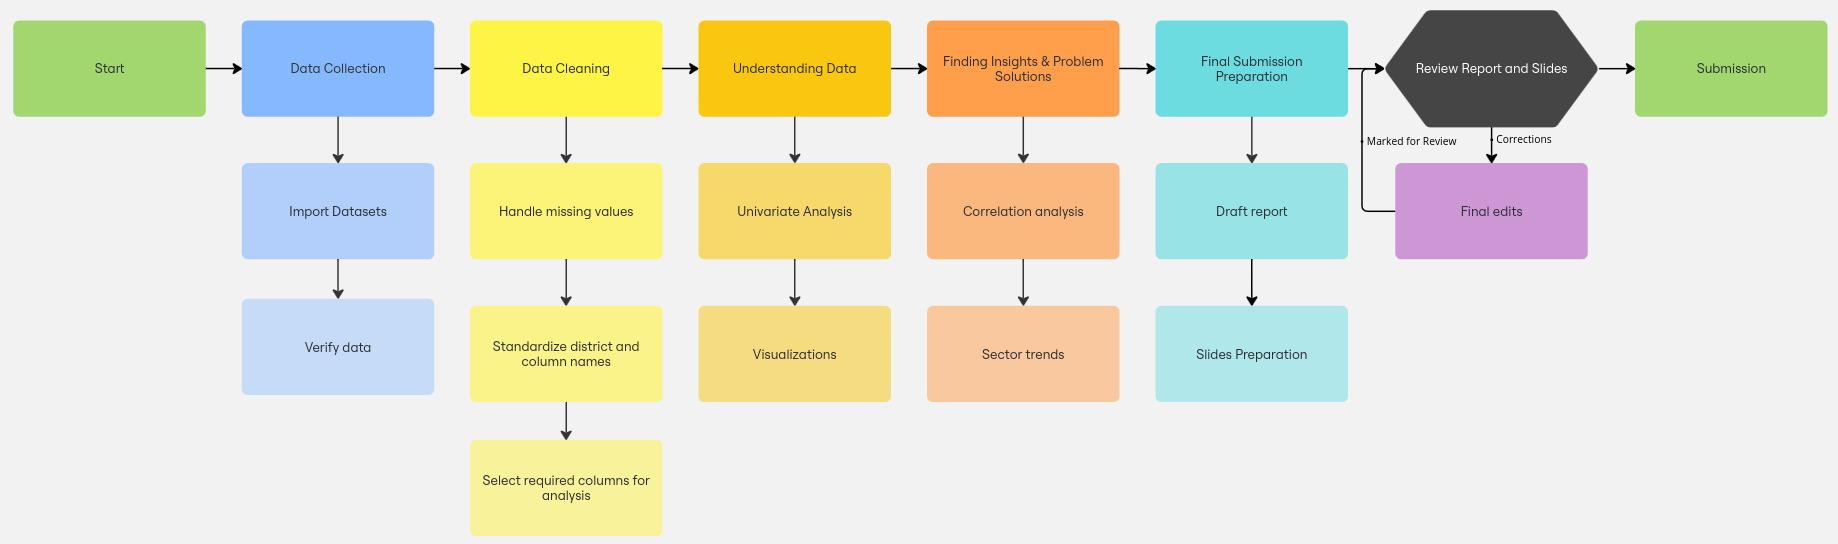 Start
Data Collection
Data Cleaning
Understanding Data
Finding Insights & Problem
Solutions
Final Submission
Preparation
Review Report and Slides
Submission
Marked for Review
Corrections
Import Datasets
Handle missing values
Univariate Analysis
Correlation analysis
Draft report
Final edits
Verify data
Standardize district and
column names
Visualizations
Sector trends
Slides Preparation
Select required columns for
analysis